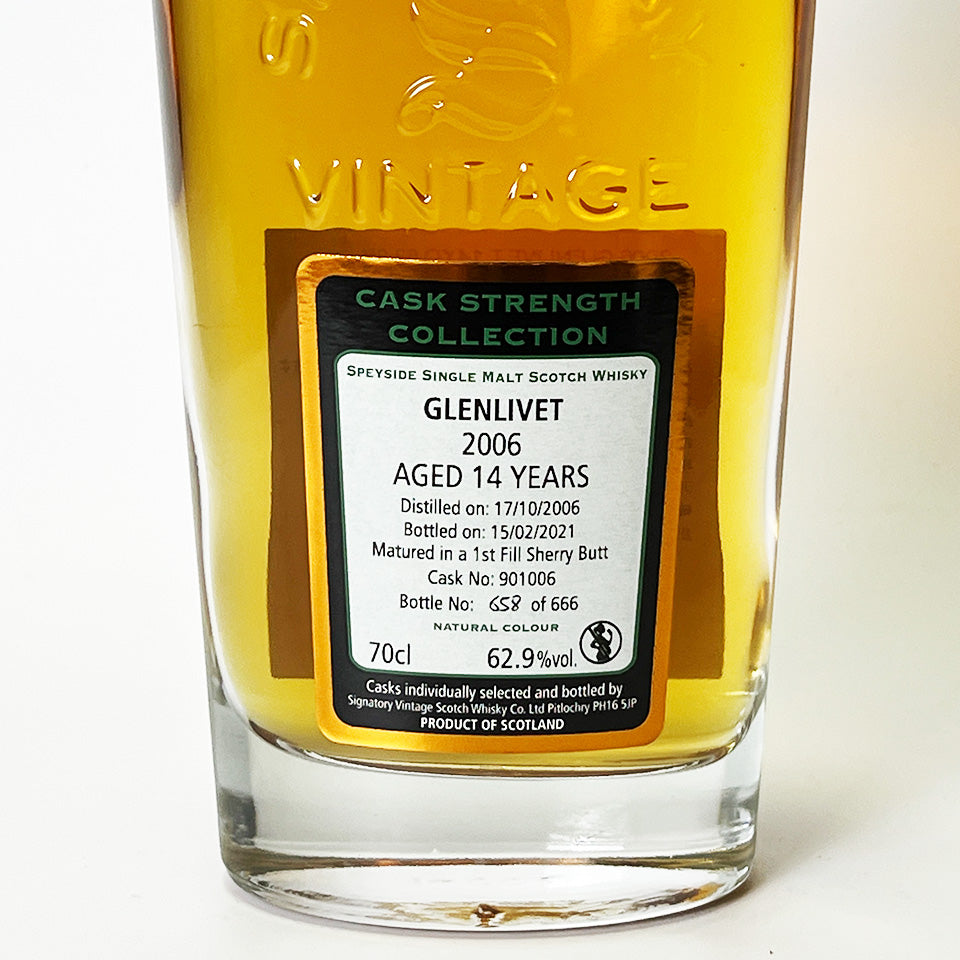 VINTAGE
CASK STRENGTH
COLLECTION
SPEYSIDE SINGLE MALT SCOTCH WHISKY
GLENLIVET
2006
AGED 14 YEARS
Distilled on: 17/10/2006
Bottled on: 15/02/2021
Matured in a 1st Fill Sherry Butt
Cask No: 901006
Bottle No: 658 of 666
NATURAL COLOUR
70cl 62.9%vol.
Casks individually selected and bottled by
Signatory Vintage Scotch Whisky Co. Ltd Pitlochry PH16 5JP
PRODUCT OF SCOTLAND